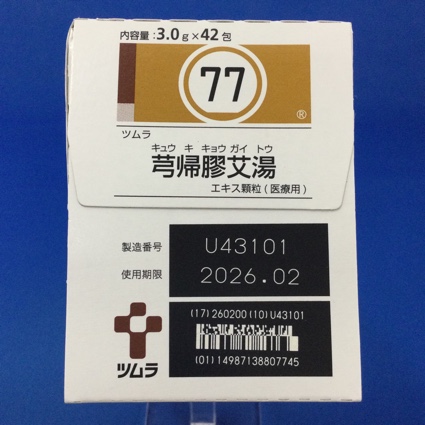 内容量：3.0g×42包
77
®
ツムラ
キュウ キ キョウ ガイ トウ
芎帰膠艾湯
エキス顆粒(医療用)
製造番号 U43101
使用期限 2026.02
(17)260200(10)U43101
(01)14987138807745
ツムラ